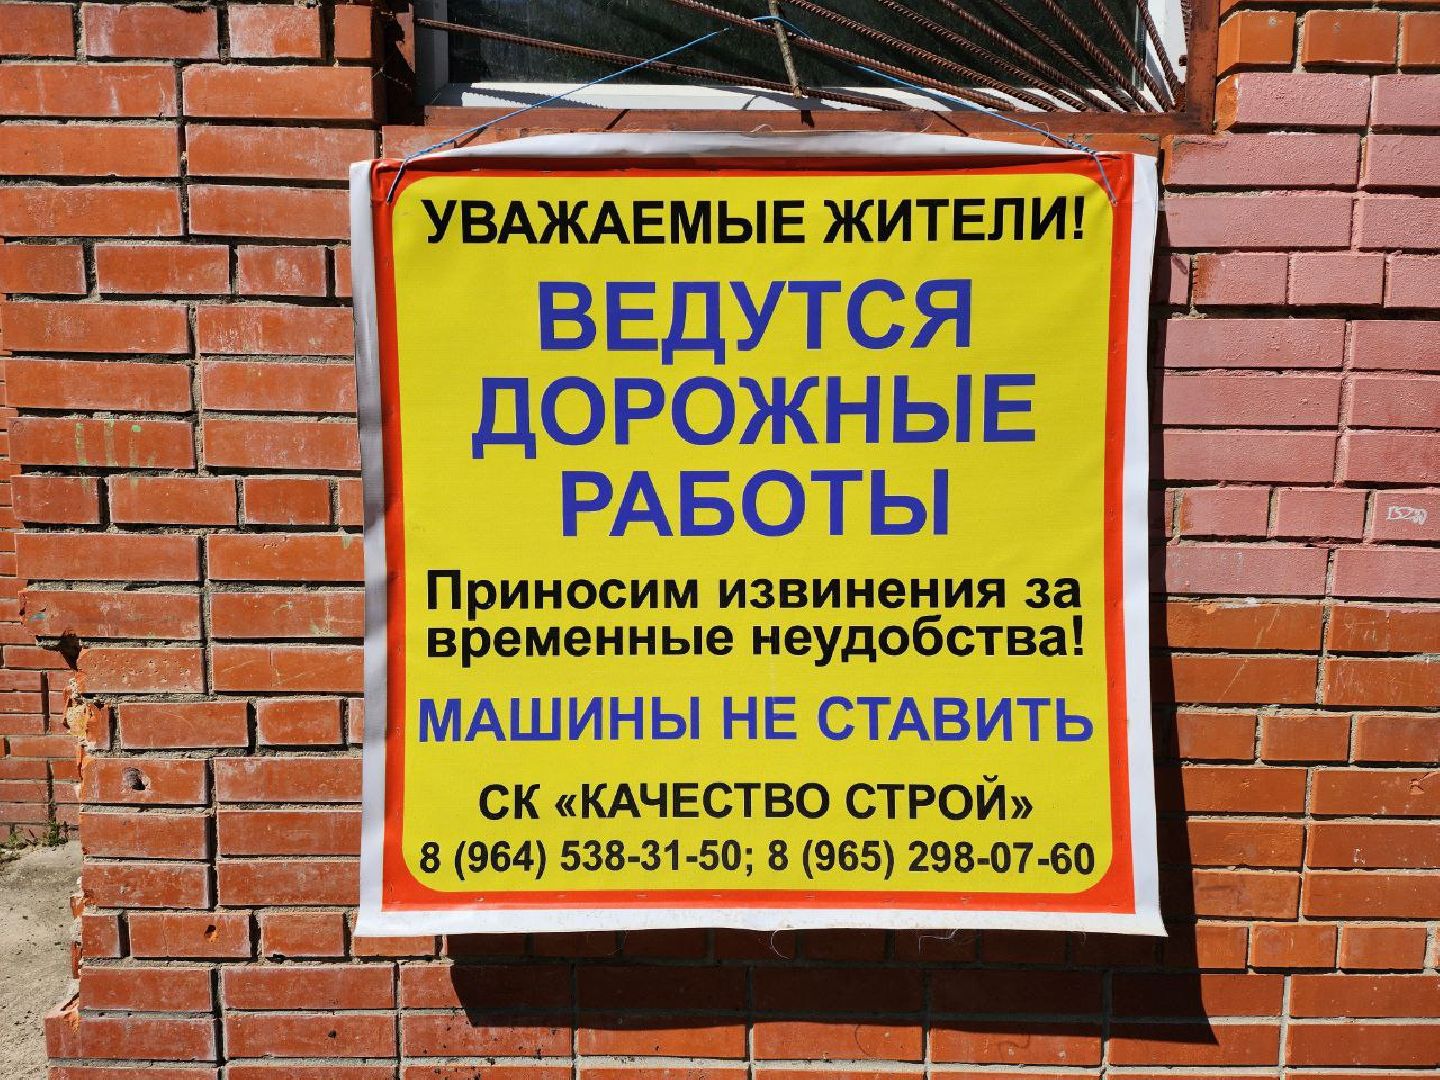 УВАЖАЕМЫЕ ЖИТЕЛИ!
ВЕДУТСЯ
ДОРОЖНЫЕ
РАБОТЫ
Приносим извинения за
временные неудобства!
МАШИНЫ НЕ СТАВИТЬ
СК «КАЧЕСТВО СТРОЙ»
8 (964) 538-31-50; 8 (965) 298-07-60